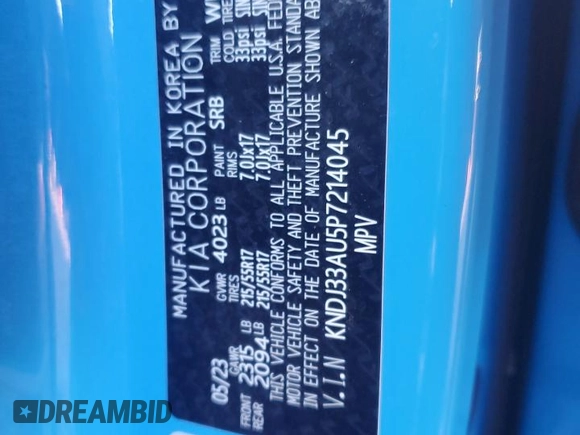 MANUFACTURED IN KOREA BY
KIA CORPORATION
05/23 GVWR 4023 LB PAINT SRB TRIM
GAWR TIRES RIMS COLD TIRE
FRONT 2315 LB 215/55R17 7.0Jx17 33psi
REAR 2094 LB 215/55R17 7.0Jx17 33psi
THIS VEHICLE CONFORMS TO ALL APPLICABLE U.S.A. FED
MOTOR VEHICLE SAFETY AND THEFT PREVENTION STANDA
IN EFFECT ON THE DATE OF MANUFACTURE SHOWN AB
V.I.N KNDJ33AU5P7214045
MPV
DREAMBID